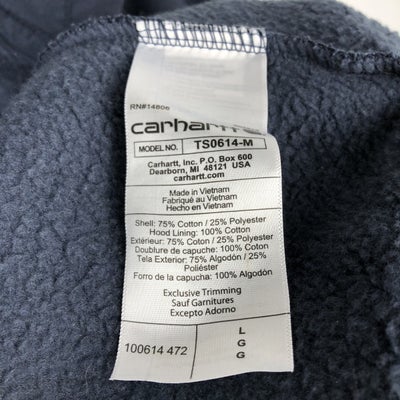 RN#14806
carhartt
MODEL NO. TS0614-M
Carhartt, Inc. P.O. Box 600
Dearborn, MI 48121 USA
carhartt.com
Made in Vietnam
Fabriqué au Vietnam
Hecho en Vietnam
Shell: 75% Cotton / 25% Polyester
Hood Lining: 100% Cotton
Extérieur: 75% Coton / 25% Polyester
Doublure de capuche: 100% Coton
Tela Exterior: 75% Algodón / 25%
Poliéster
Forro de la capucha: 100% Algodón
Exclusive Trimming
Sauf Garnitures
Excepto Adorno
100614 472
L
G
G